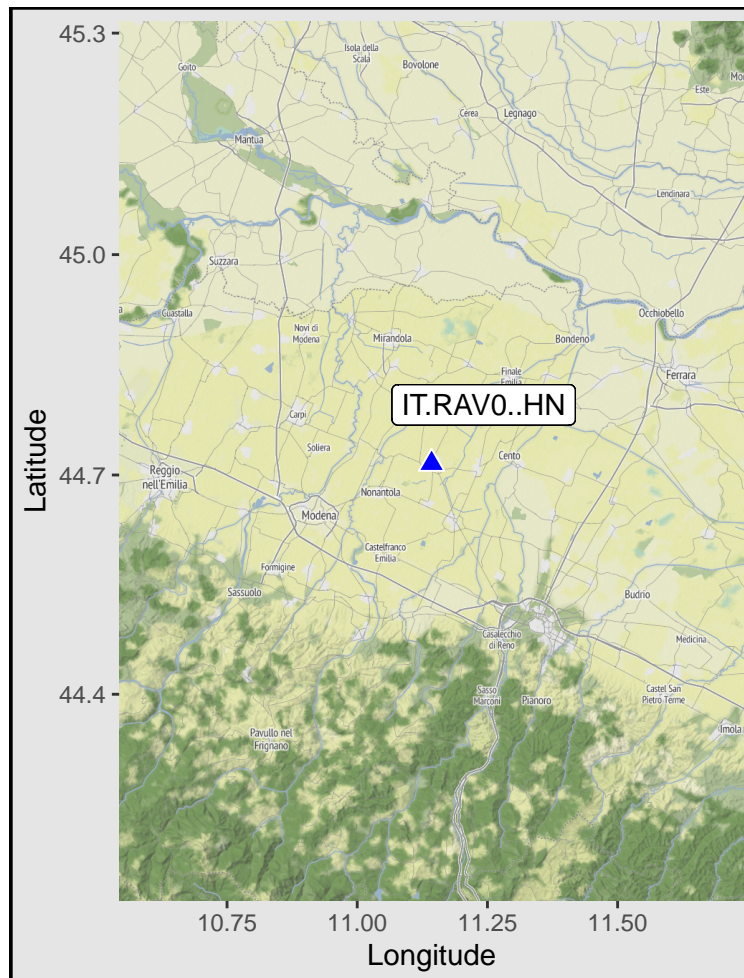 45.3
45.0
44.7
44.4
Latitude
10.75
11.00
11.25
11.50
Longitude
IT.RAV0..HN
Isola della
Scala
Bovolone
Goito
Este
Cerea
Legnago
Mantua
Lendinara
Suzzara
Guastalla
Occhiobello
Novi di
Modena
Mirandola
Bondeno
Finale
Emilia
Ferrara
Carpi
Soliera
Cento
Reggio
nell'Emilia
Nonantola
Modena
Castelfranco
Emilia
Formigine
Sassuolo
Budrio
Casalecchio
di Reno
Medicina
Sasso
Marconi
Pianoro
Castel San
Pietro Terme
Pavullo nel
Frignano
Imola